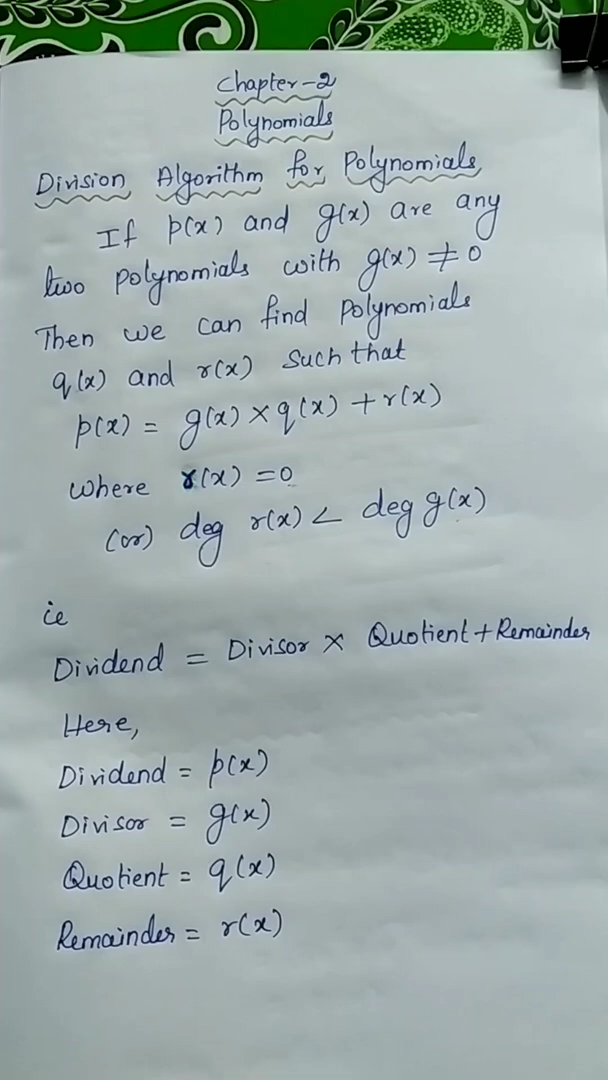 Chapter-2
Polynomials
Division Algorithm for Polynomials
If p(x) and g(x) are any
two polynomials with g(x) ≠ 0
Then we can find polynomials
q(x) and r(x) such that
p(x) = g(x) × q(x) + r(x)
where r(x) = 0
(or) deg r(x) < deg g(x)
ie
Dividend = Divisor × Quotient + Remainder
Here,
Dividend = p(x)
Divisor = g(x)
Quotient = q(x)
Remainder = r(x)